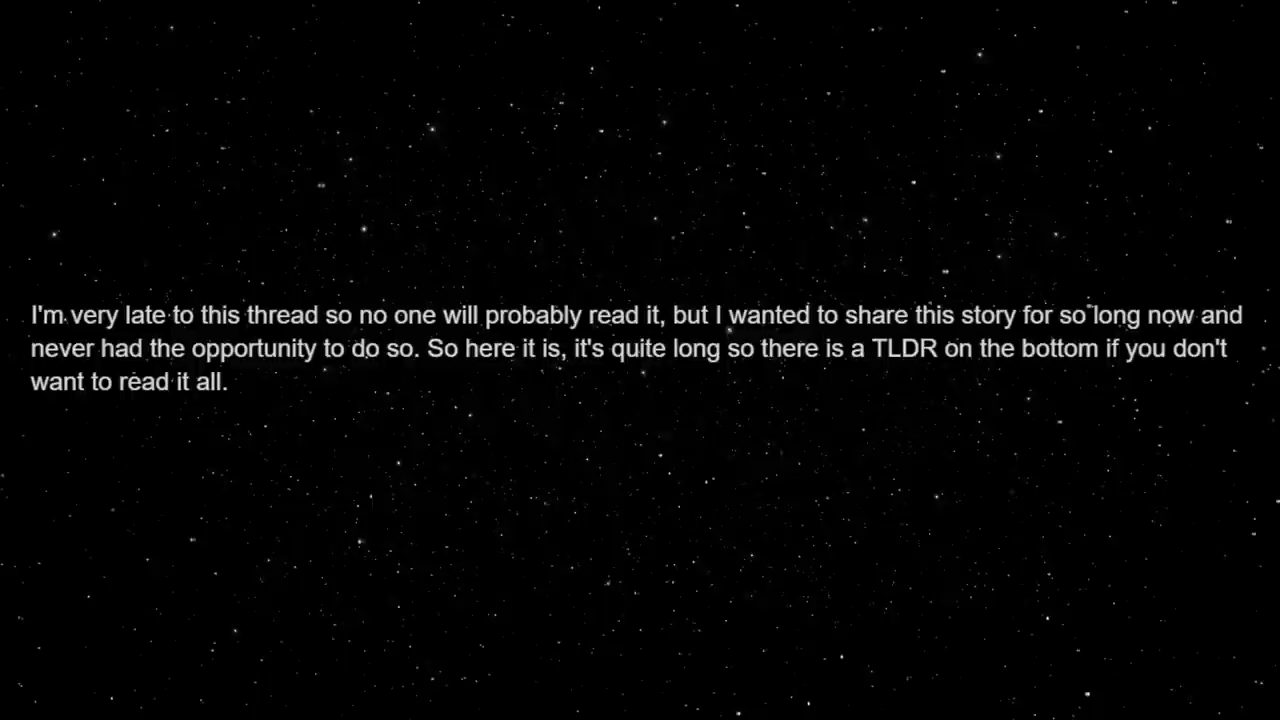 I'm very late to this thread so no one will probably read it, but I wanted to share this story for so long now and
never had the opportunity to do so. So here it is, it's quite long so there is a TLDR on the bottom if you don't
want to read it all.